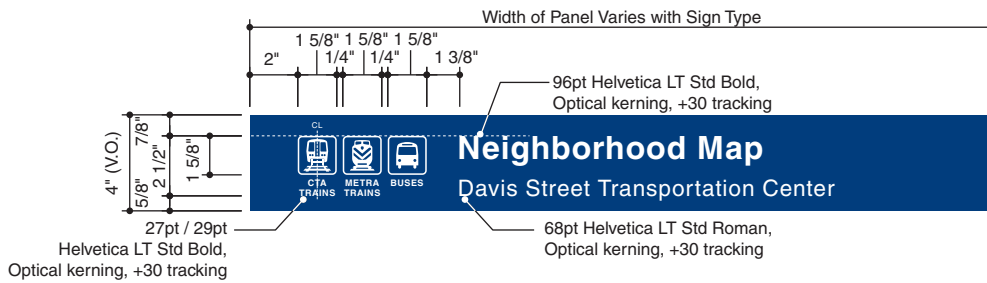 Width of Panel Varies with Sign Type
1 5/8" 1 5/8" 1 5/8"
2" 1/4" 1/4" 1 3/8"
96pt Helvetica LT Std Bold,
Optical kerning, +30 tracking
4" (V.O.)
7/8"
2 1/2"
5/8"
1 5/8"
CL
Neighborhood Map
CTA
TRAINS
METRA
TRAINS
BUSES
Davis Street Transportation Center
27pt / 29pt
Helvetica LT Std Bold,
Optical kerning, +30 tracking
68pt Helvetica LT Std Roman,
Optical kerning, +30 tracking